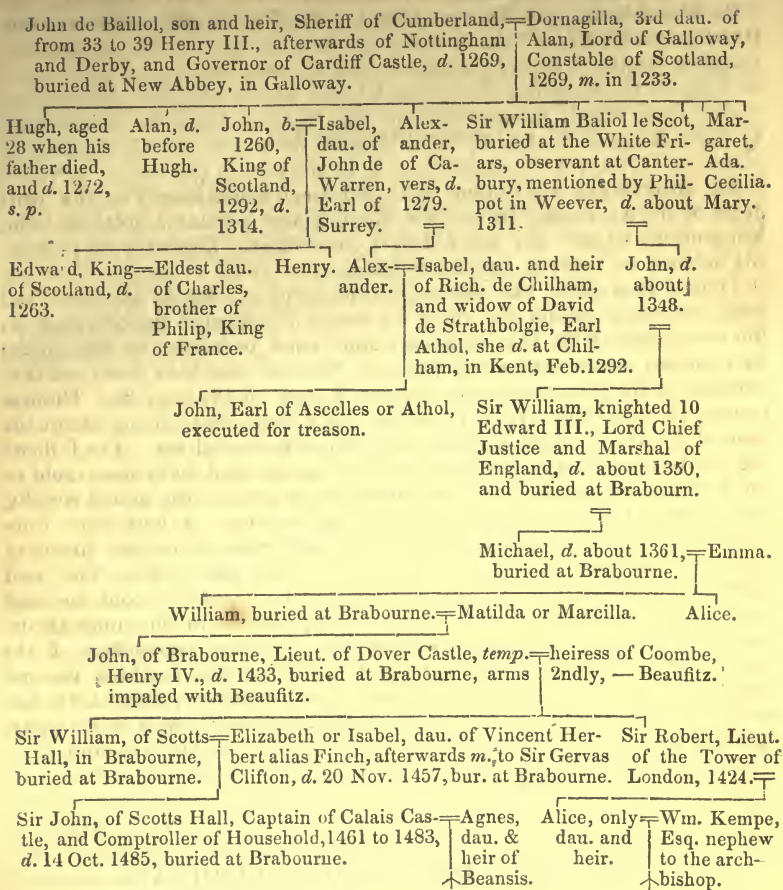 John de Baillol, son and heir, Sheriff of Cumberland,
from 33 to 39 Henry III., afterwards of Nottingham
and Derby, and Governor of Cardiff Castle, d. 1269,
buried at New Abbey, in Galloway.
Dornagilla, 3rd dau. of
Alan, Lord of Galloway,
Constable of Scotland,
1269, m. in 1233.
Hugh, aged
28 when his
father died,
and d. 1272,
s. p.
Alan, d.
before
Hugh.
John, b.
1260,
King of
Scotland,
1292, d.
1314.
Isabel,
dau. of
John de
Warren,
Earl of
Surrey.
Alex-
ander,
of Ca-
vers, d.
1279.
Sir William Baliol le Scot,
buried at the White Fri-
ars, observant at Canter-
bury, mentioned by Phil-
pot in Weever, d. about
1311.
Mar-
garet.
Ada.
Cecilia.
Mary.
Edward, King
of Scotland, d.
1263.
Eldest dau.
of Charles,
brother of
Philip, King
of France.
Henry.
Alex-
ander.
Isabel, dau. and heir
of Rich. de Chilham,
and widow of David
de Strathbolgie, Earl
Athol, she d. at Chil-
ham, in Kent, Feb. 1292.
John, d.
about
1348.
John, Earl of Ascelles or Athol,
executed for treason.
Sir William, knighted 10
Edward III., Lord Chief
Justice and Marshal of
England, d. about 1350,
and buried at Brabourn.
Michael, d. about 1361,
buried at Brabourne.
Emma.
William, buried at Brabourne.
Matilda or Marcilla.
Alice.
John, of Brabourne, Lieut. of Dover Castle, temp.
Henry IV., d. 1433, buried at Brabourne, arms
impaled with Beaufitz.
heiress of Coombe,
2ndly, — Beaufitz.
Sir William, of Scotts
Hall, in Brabourne,
buried at Brabourne.
Elizabeth or Isabel, dau. of Vincent Her-
bert alias Finch, afterwards m. to Sir Gervas
Clifton, d. 20 Nov. 1457, bur. at Brabourne.
Sir Robert, Lieut.
of the Tower of
London, 1424.
Sir John, of Scotts Hall, Captain of Calais Cas-
tle, and Comptroller of Household, 1461 to 1483,
d. 14 Oct. 1485, buried at Brabourne.
Agnes,
dau. &
heir of
Beansis.
Alice, only
dau. and
heir.
Wm. Kempe,
Esq. nephew
to the arch-
bishop.